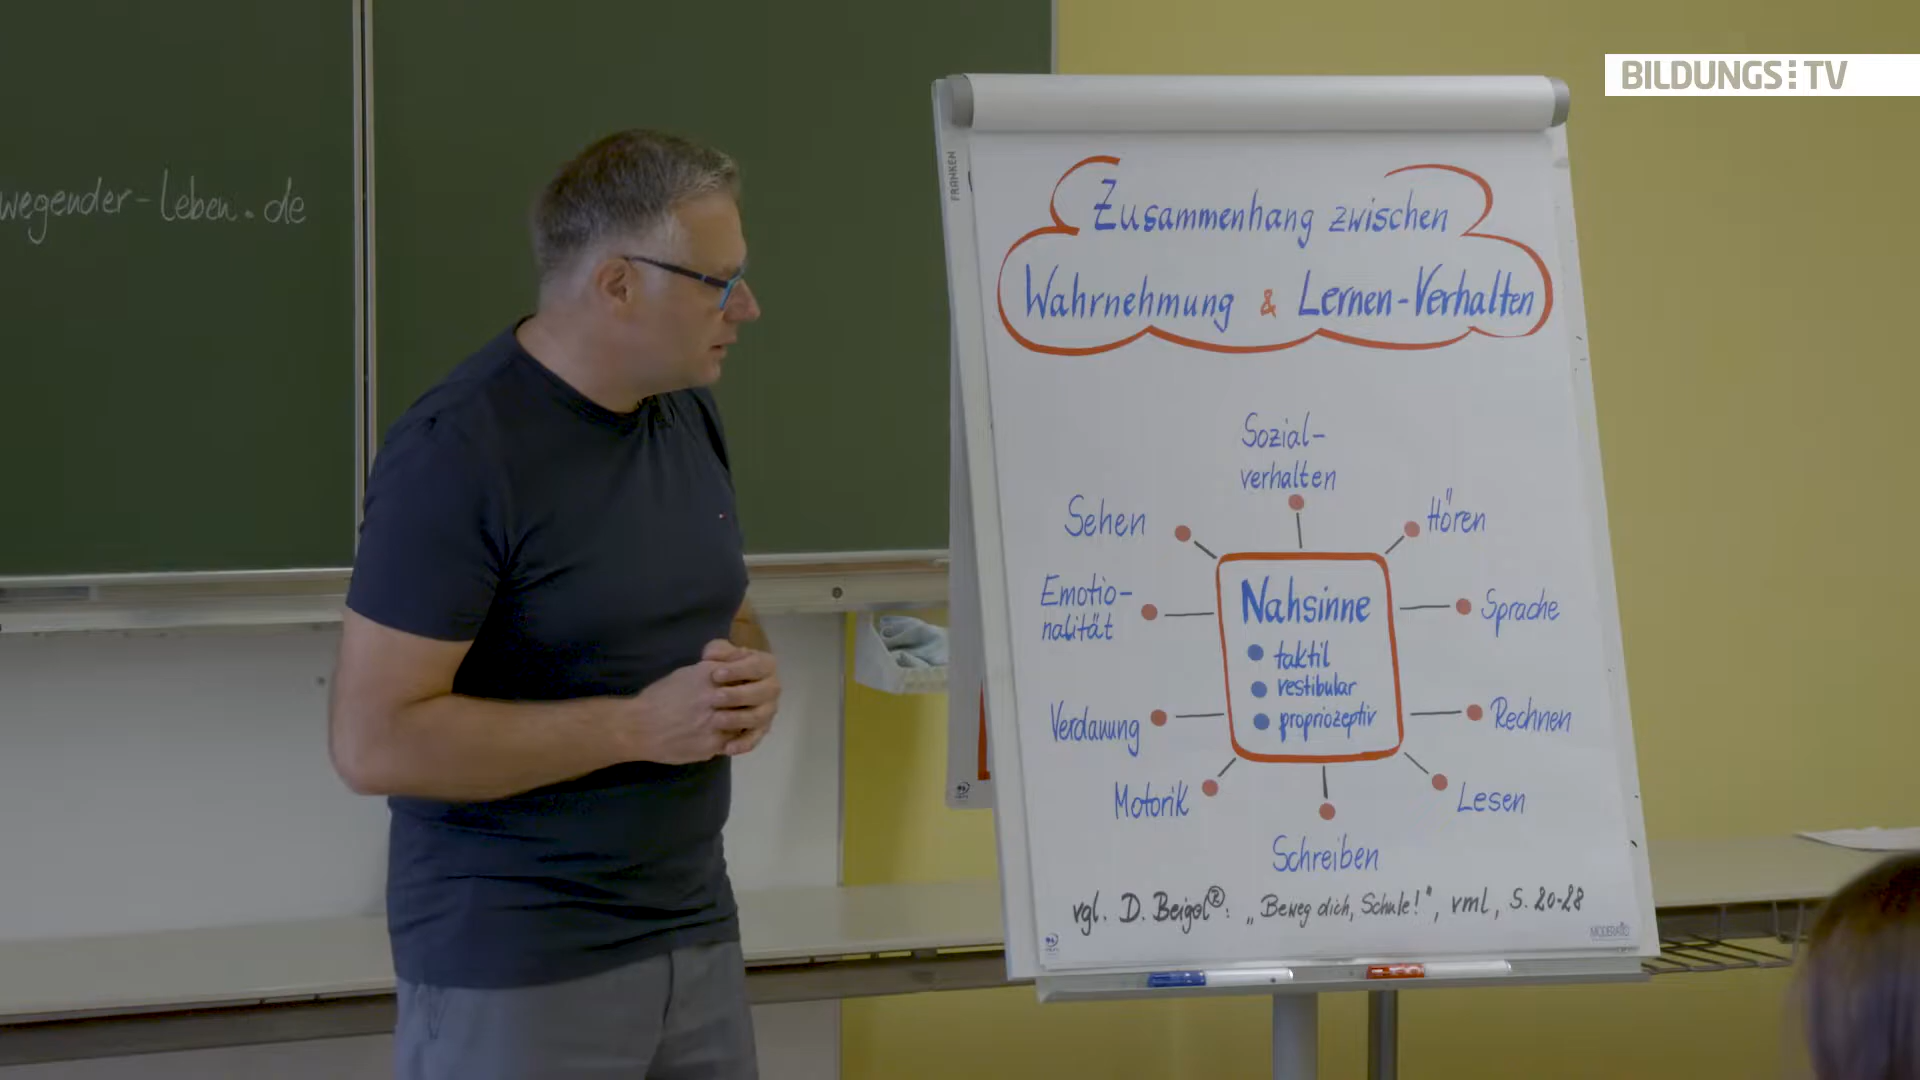 BILDUNGS:TV
wegender-Leben.de
FRANKEN
Zusammenhang zwischen
Wahrnehmung & Lernen-Verhalten
Sozial-
verhalten
Sehen
Hören
Emotio-
nalität
Nahsinne
• taktil
• vestibular
• propriozeptiv
Sprache
Verdauung
Rechnen
Motorik
Lesen
Schreiben
vgl. D. Beigel®: „Beweg dich, Schule!", vml, S. 20-28